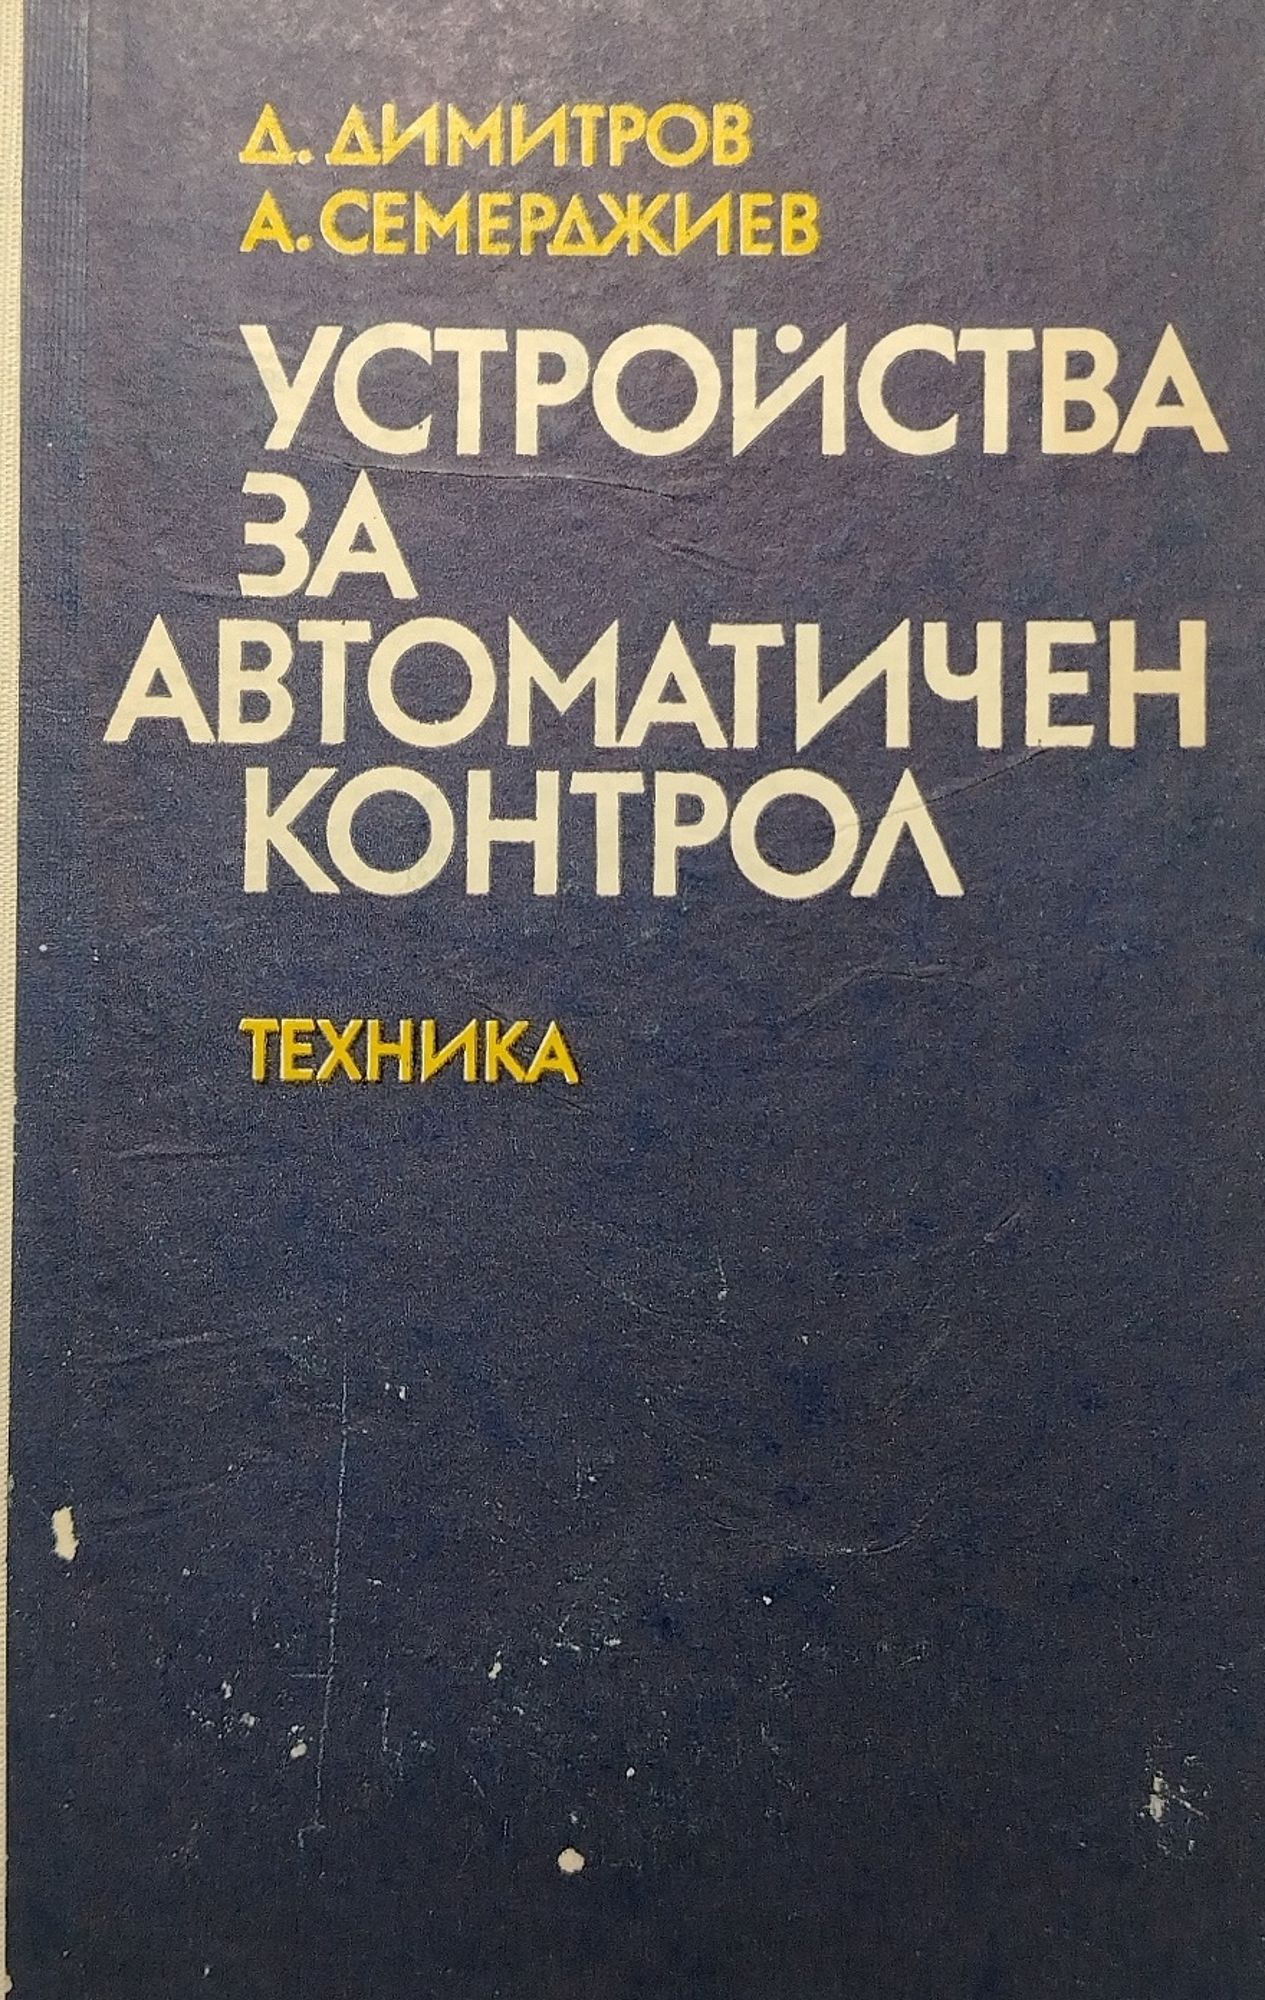 Д. ДИМИТРОВ
А. СЕМЕРДЖИЕВ
УСТРОЙСТВА
ЗА
АВТОМАТИЧЕН
КОНТРОЛ
ТЕХНИКА